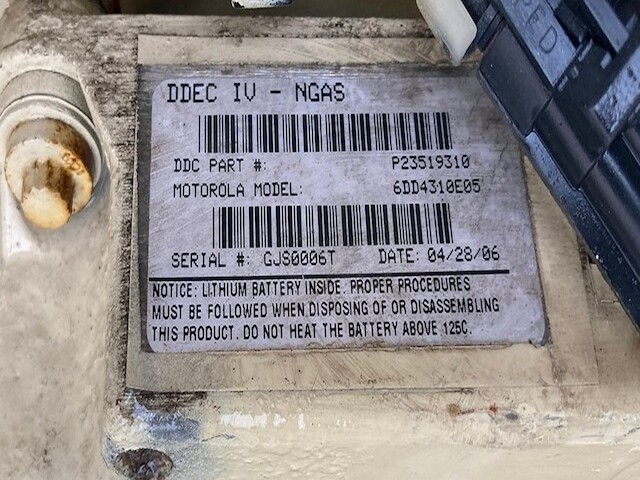 DDEC IV - NGAS
DDC PART #: P23519310
MOTOROLA MODEL: 6DD4310E05
SERIAL #: GJS0006T DATE: 04/28/06
NOTICE: LITHIUM BATTERY INSIDE. PROPER PROCEDURES
MUST BE FOLLOWED WHEN DISPOSING OF OR DISASSEMBLING
THIS PRODUCT. DO NOT HEAT THE BATTERY ABOVE 125C.